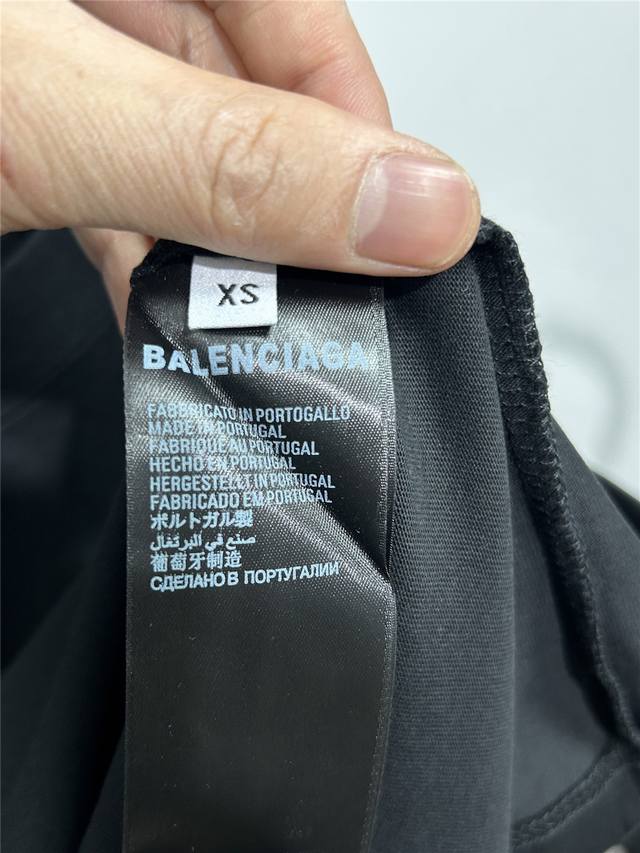 XS
BALENCIAGA
FABBRICATO IN PORTOGALLO
MADE IN PORTUGAL
FABRIQUÉ AU PORTUGAL
HECHO EN PORTUGAL
HERGESTELLT IN PORTUGAL
FABRICADO EM PORTUGAL
ポルトガル製
صنع في البرتغال
葡萄牙制造
СДЕЛАНО В ПОРТУГАЛИИ